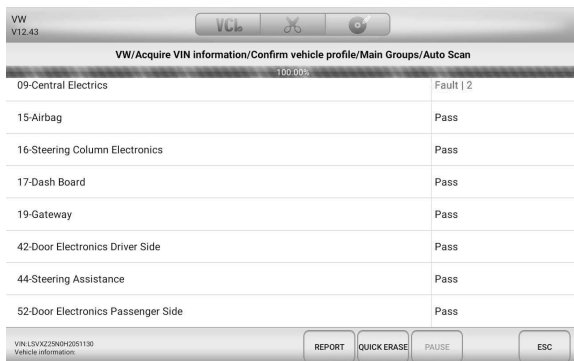 VW
V12.43
VCI
VW/Acquire VIN information/Confirm vehicle profile/Main Groups/Auto Scan
100.00%
09-Central Electrics Fault | 2
15-Airbag Pass
16-Steering Column Electronics Pass
17-Dash Board Pass
19-Gateway Pass
42-Door Electronics Driver Side Pass
44-Steering Assistance Pass
52-Door Electronics Passenger Side Pass
VIN:LSVXZ25N0H2051130
Vehicle information:
REPORT QUICK ERASE PAUSE ESC